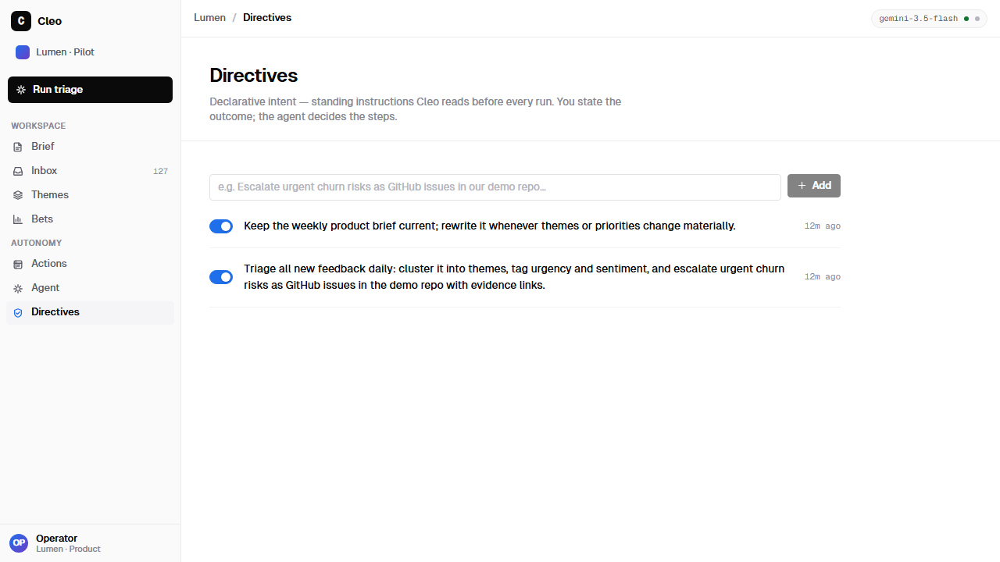 C Cleo
Lumen · Pilot
Run triage
WORKSPACE
Brief
Inbox 127
Themes
Bets
AUTONOMY
Actions
Agent
Directives
OP Operator
Lumen · Product
Lumen / Directives
gemini-3.5-flash
Directives
Declarative intent — standing instructions Cleo reads before every run. You state the
outcome; the agent decides the steps.
e.g. Escalate urgent churn risks as GitHub issues in our demo repo…
+ Add
Keep the weekly product brief current; rewrite it whenever themes or priorities change materially. 12m ago
Triage all new feedback daily: cluster it into themes, tag urgency and sentiment, and escalate urgent churn
risks as GitHub issues in the demo repo with evidence links.
12m ago